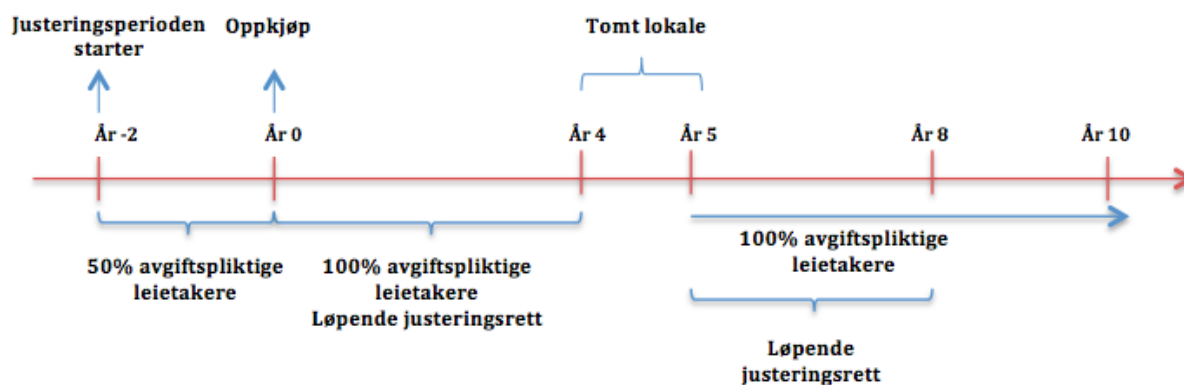 Justeringsperioden
starter
Oppkjøp
Tomt lokale
År -2
År 0
År 4
År 5
År 8
År 10
50% avgiftspliktige
leietakere
100% avgiftspliktige
leietakere
Løpende justeringsrett
100% avgiftspliktige
leietakere
Løpende
justeringsrett